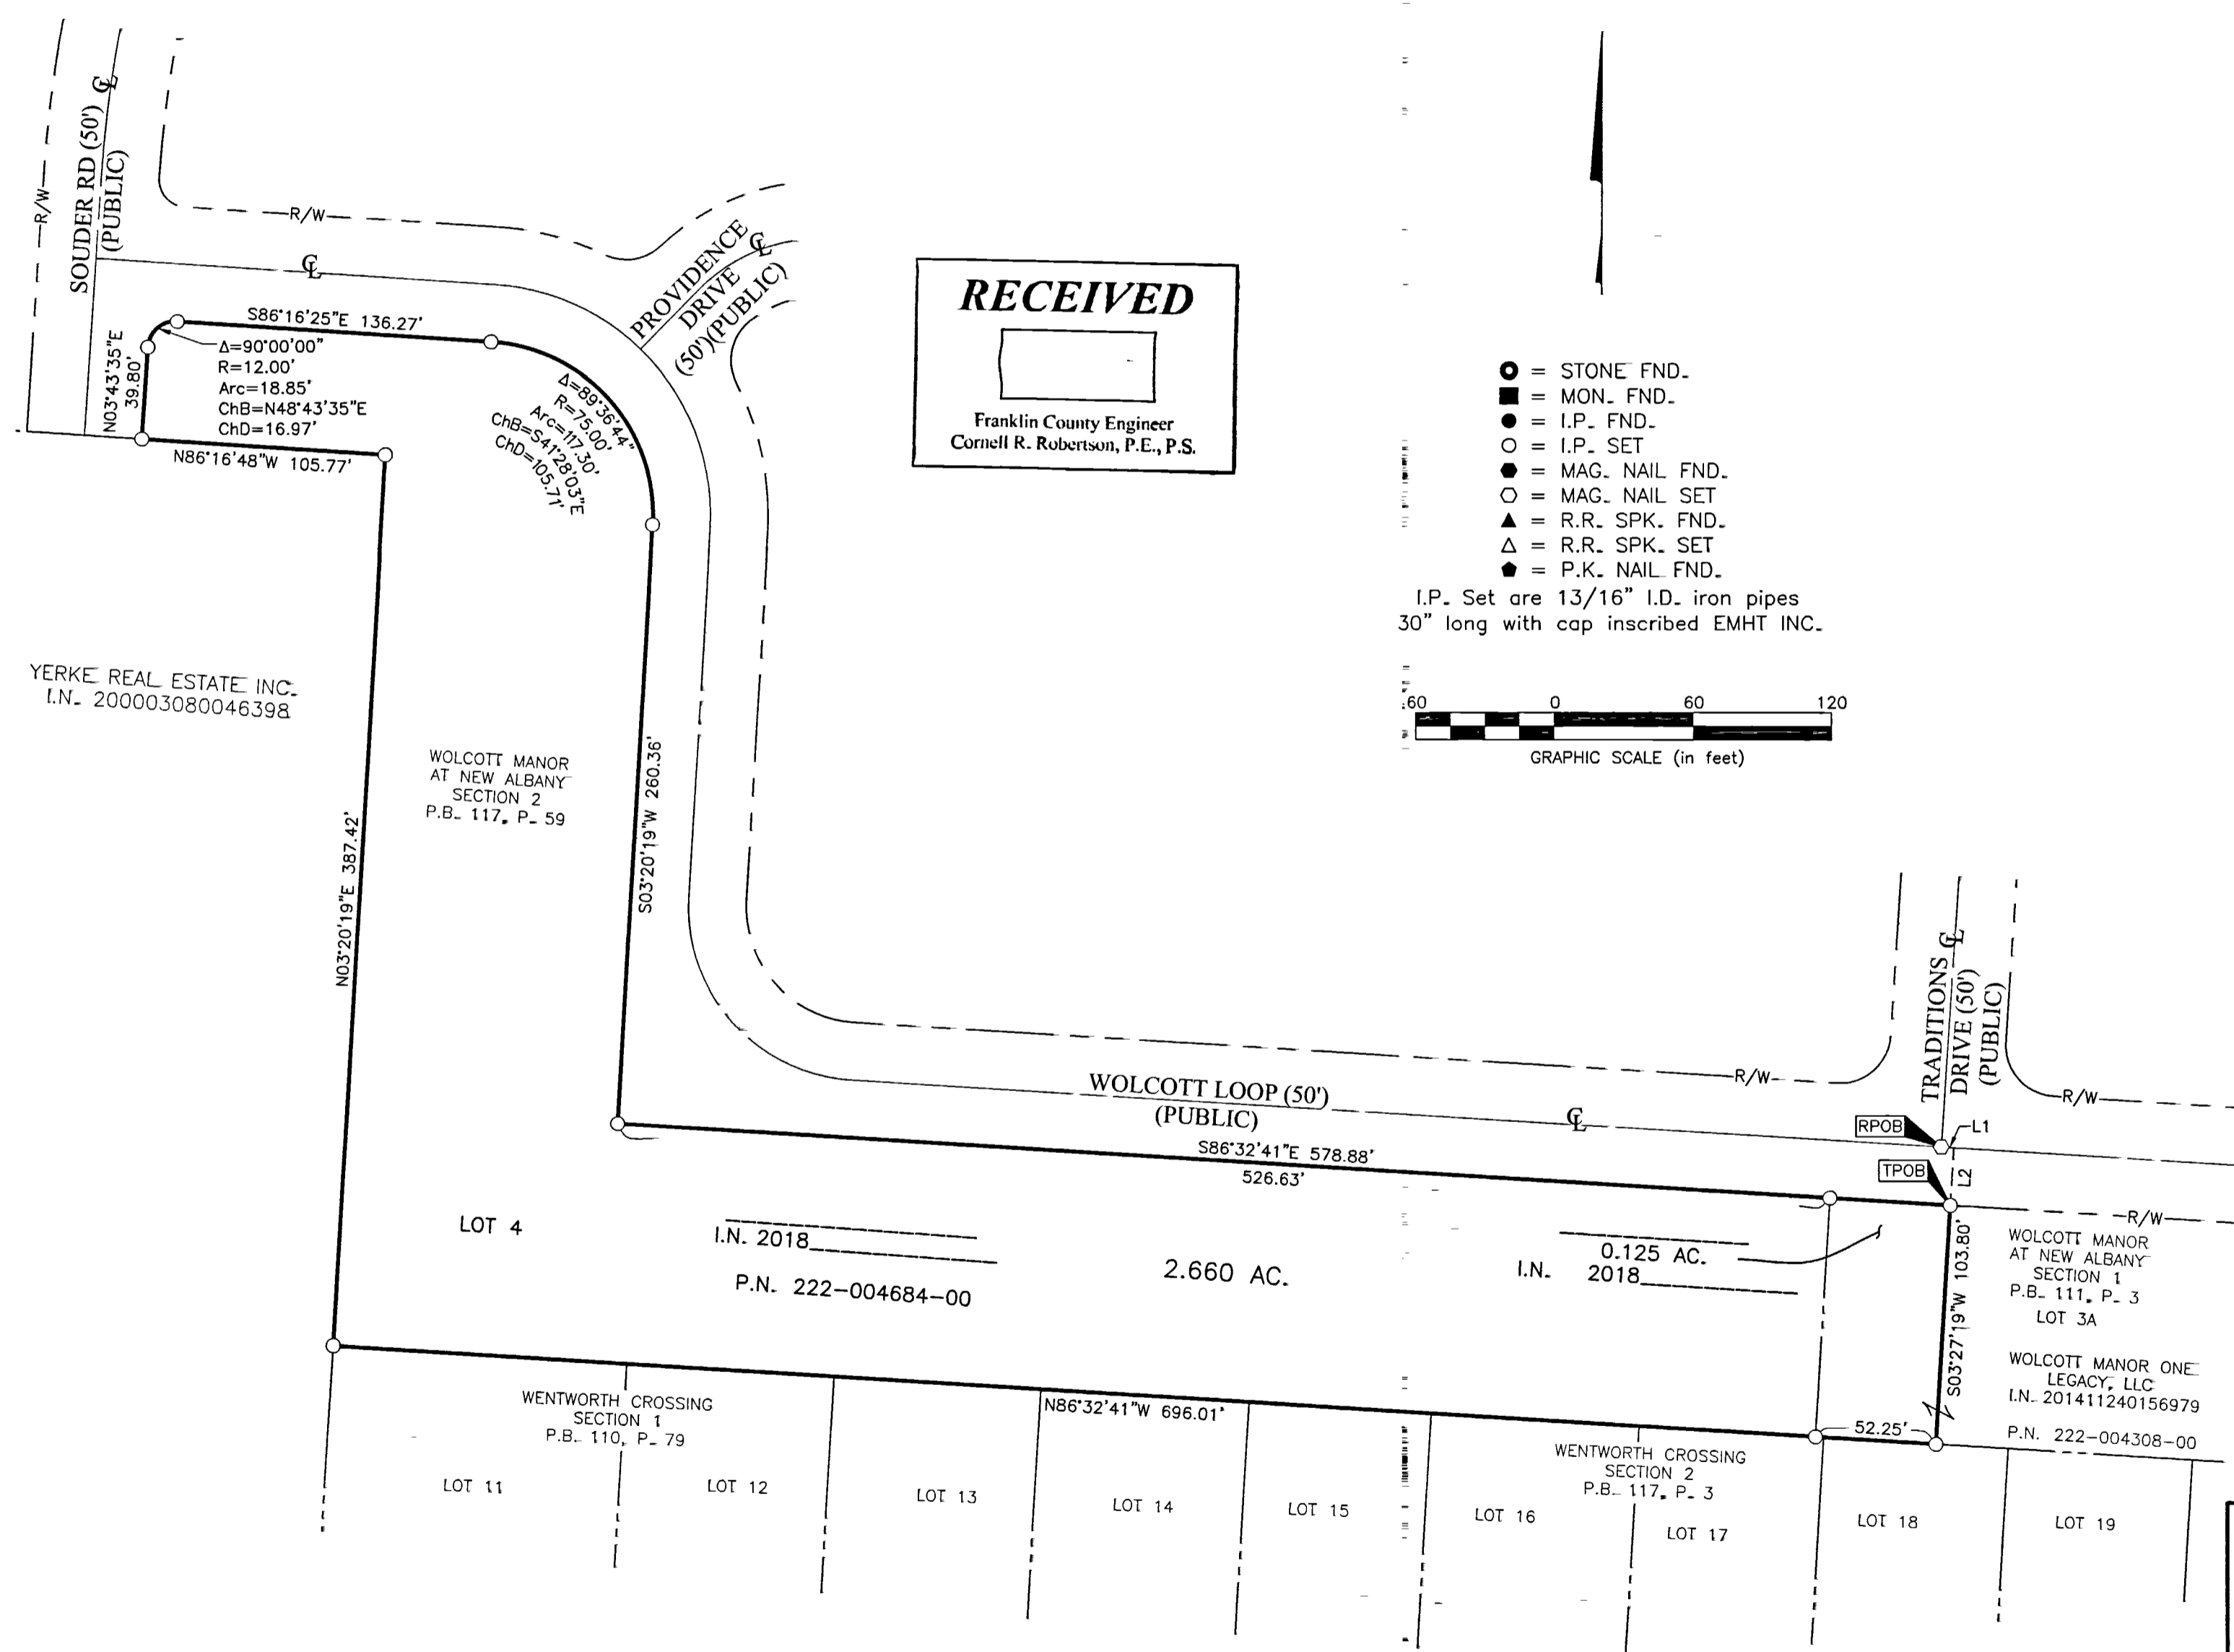 SOUDER RD (50')
(PUBLIC)
R/W
R/W
CL
CL
PROVIDENCE
DRIVE
(50')(PUBLIC)
CL
S86°16'25"E 136.27'
Δ=90°00'00"
R=12.00'
Arc=18.85'
ChB=N48°43'35"E
ChD=16.97'
N03°43'35"E
39.80'
N86°16'48"W 105.77'
Δ=89°36'44"
R=75.00'
Arc=117.30'
ChB=S41°28'03"E
ChD=105.71'
RECEIVED
Franklin County Engineer
Cornell R. Robertson, P.E., P.S.
= STONE FND.
= MON. FND.
= I.P. FND.
= I.P. SET
= MAG. NAIL FND.
= MAG. NAIL SET
= R.R. SPK. FND.
= R.R. SPK. SET
= P.K. NAIL FND.
I.P. Set are 13/16" I.D. iron pipes
30" long with cap inscribed EMHT INC.
60 0 60 120
GRAPHIC SCALE (in feet)
YERKE REAL ESTATE INC.
I.N. 200003080046398
WOLCOTT MANOR
AT NEW ALBANY
SECTION 2
P.B. 117, P. 59
S03°20'19"W 260.36'
N03°20'19"E 387.42'
TRADITIONS
DRIVE (50')
(PUBLIC)
CL
WOLCOTT LOOP (50')
(PUBLIC)
CL
R/W
R/W
RPOB
L1
TPOB
L2
R/W
S86°32'41"E 578.88'
526.63'
LOT 4
I.N. 2018
P.N. 222-004684-00
2.660 AC.
0.125 AC.
I.N. 2018
S03°27'19"W 103.80'
WOLCOTT MANOR
AT NEW ALBANY
SECTION 1
P.B. 111, P. 3
LOT 3A
WOLCOTT MANOR ONE
LEGACY, LLC
I.N. 201411240156979
P.N. 222-004308-00
52.25'
N86°32'41"W 696.01'
WENTWORTH CROSSING
SECTION 1
P.B. 110, P. 79
WENTWORTH CROSSING
SECTION 2
P.B. 117, P. 3
LOT 11
LOT 12
LOT 13
LOT 14
LOT 15
LOT 16
LOT 17
LOT 18
LOT 19